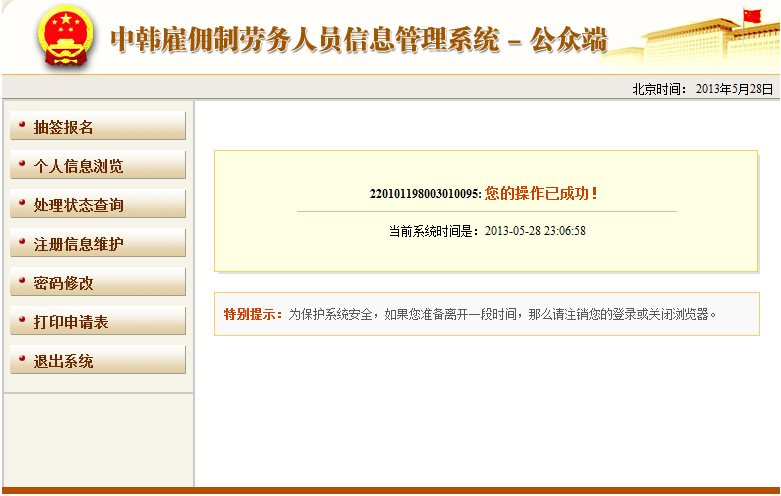 中韩雇佣制劳务人员信息管理系统 - 公众端
北京时间: 2013年5月28日
抽签报名
个人信息浏览
处理状态查询
注册信息维护
密码修改
打印申请表
退出系统
220101198003010095: 您的操作已成功!
当前系统时间是: 2013-05-28 23:06:58
特别提示: 为保护系统安全, 如果您准备离开一段时间, 那么请注销您的登录或关闭浏览器。